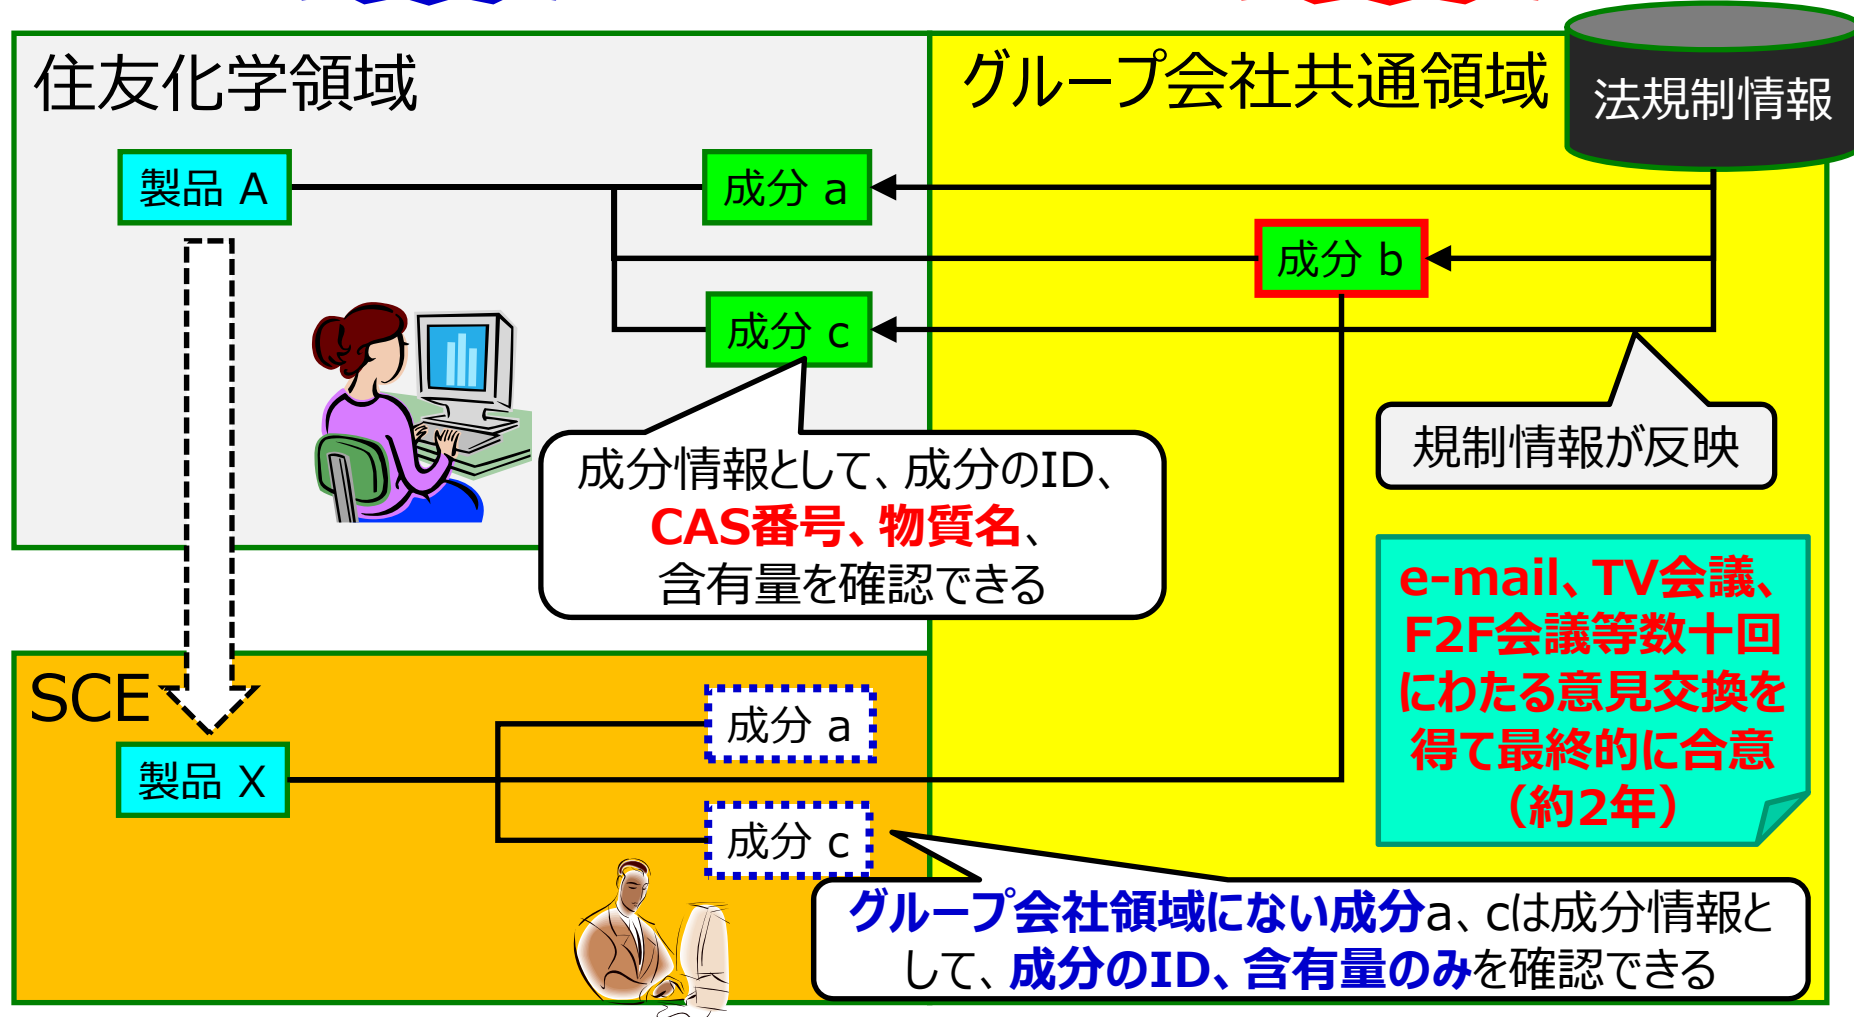 住友化学領域
グループ会社共通領域
法規制情報
製品 A
成分 a
成分 b
成分 c
規制情報が反映
成分情報として、成分のID、
CAS番号、物質名、
含有量を確認できる
e-mail、TV会議、
F2F会議等数十回
にわたる意見交換を
得て最終的に合意
（約2年）
SCE
成分 a
製品 X
成分 c
グループ会社領域にない成分a、cは成分情報と
して、成分のID、含有量のみを確認できる